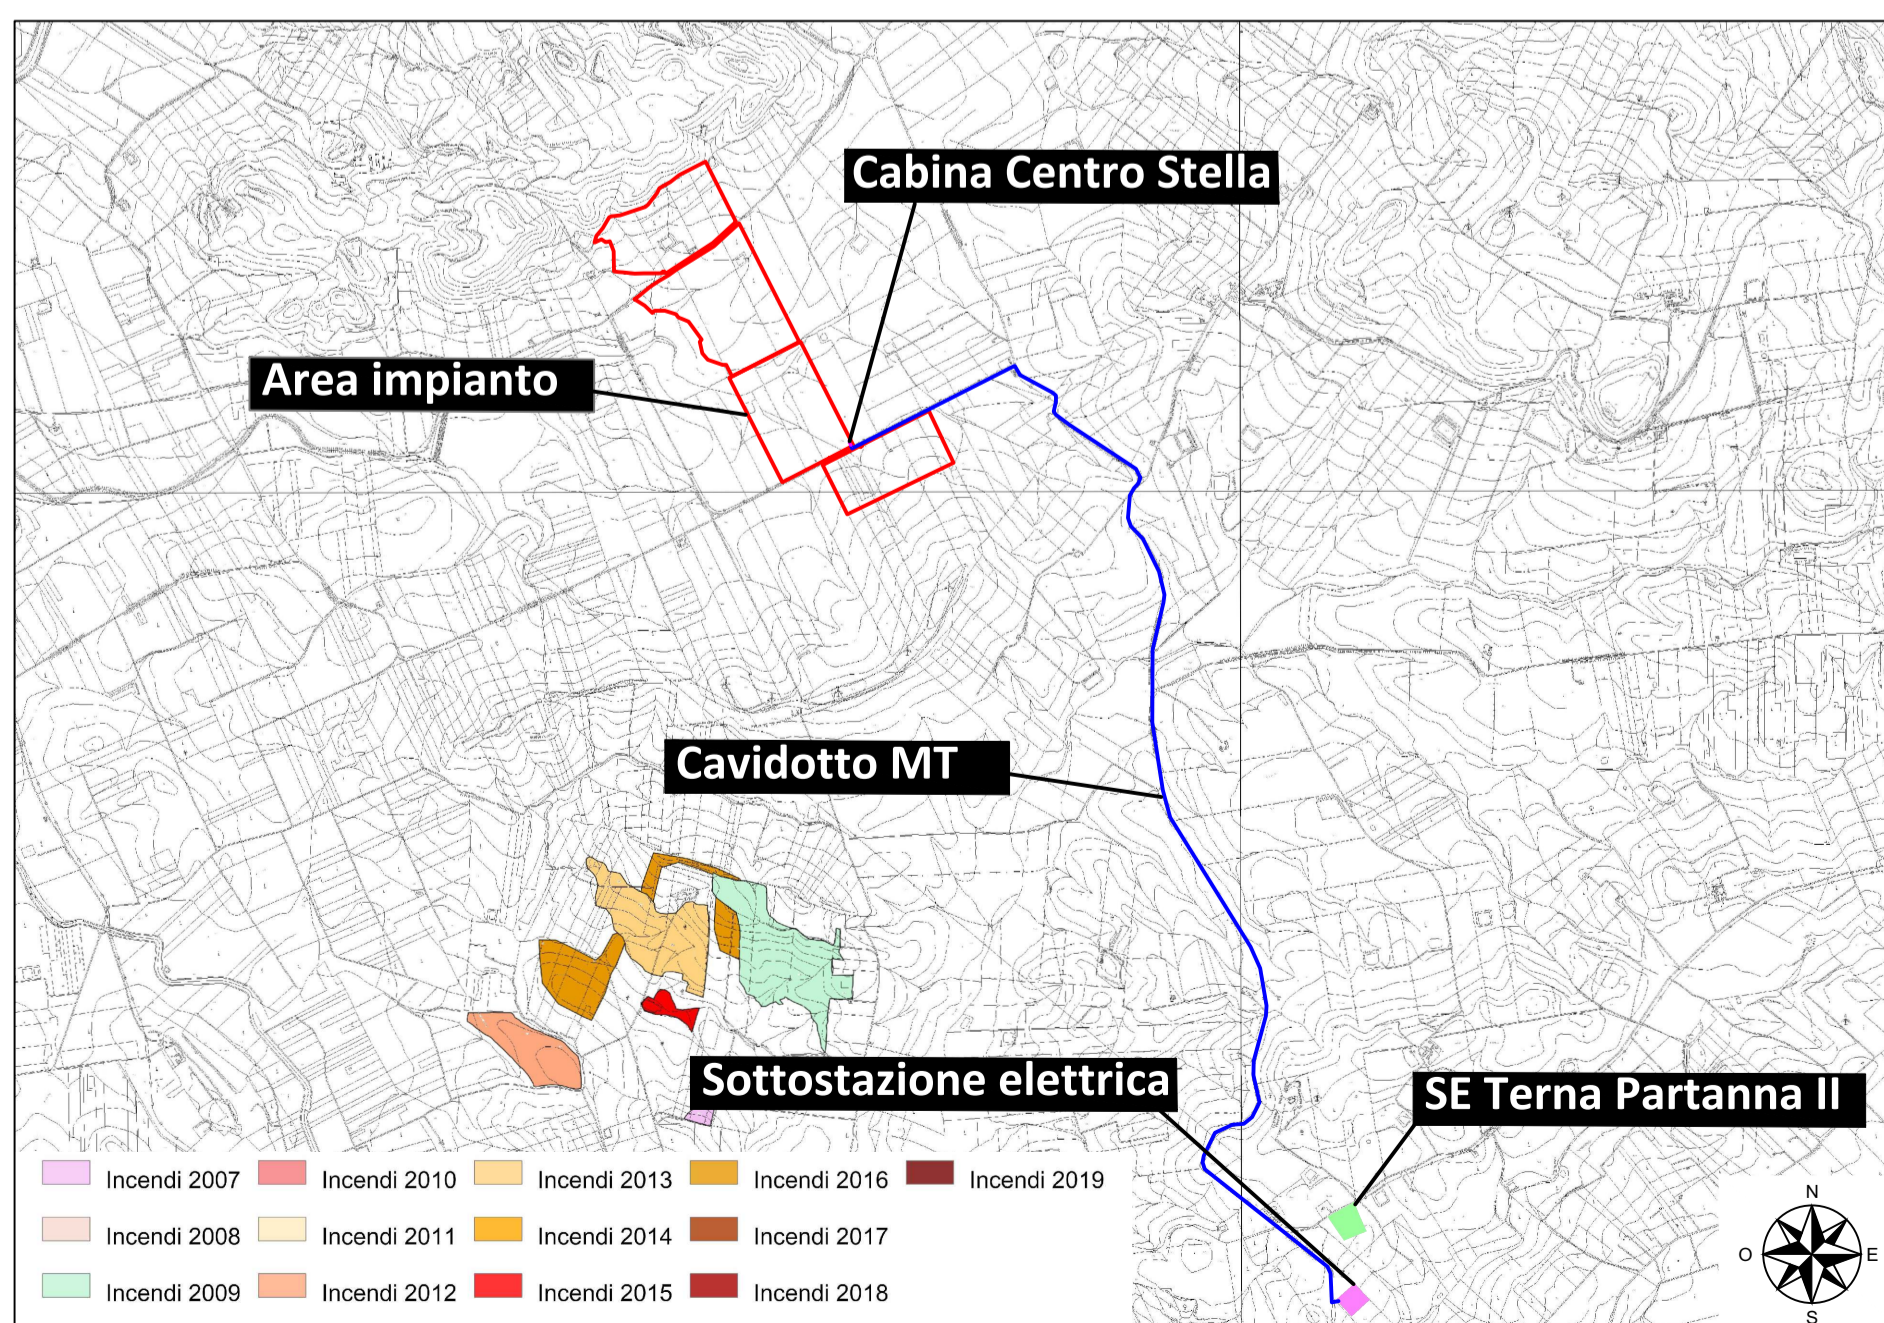 Cabina Centro Stella
Area impianto
Cavidotto MT
Sottostazione elettrica
SE Terna Partanna II
Incendi 2007
Incendi 2010
Incendi 2013
Incendi 2016
Incendi 2019
Incendi 2008
Incendi 2011
Incendi 2014
Incendi 2017
Incendi 2009
Incendi 2012
Incendi 2015
Incendi 2018
N
O
E
S